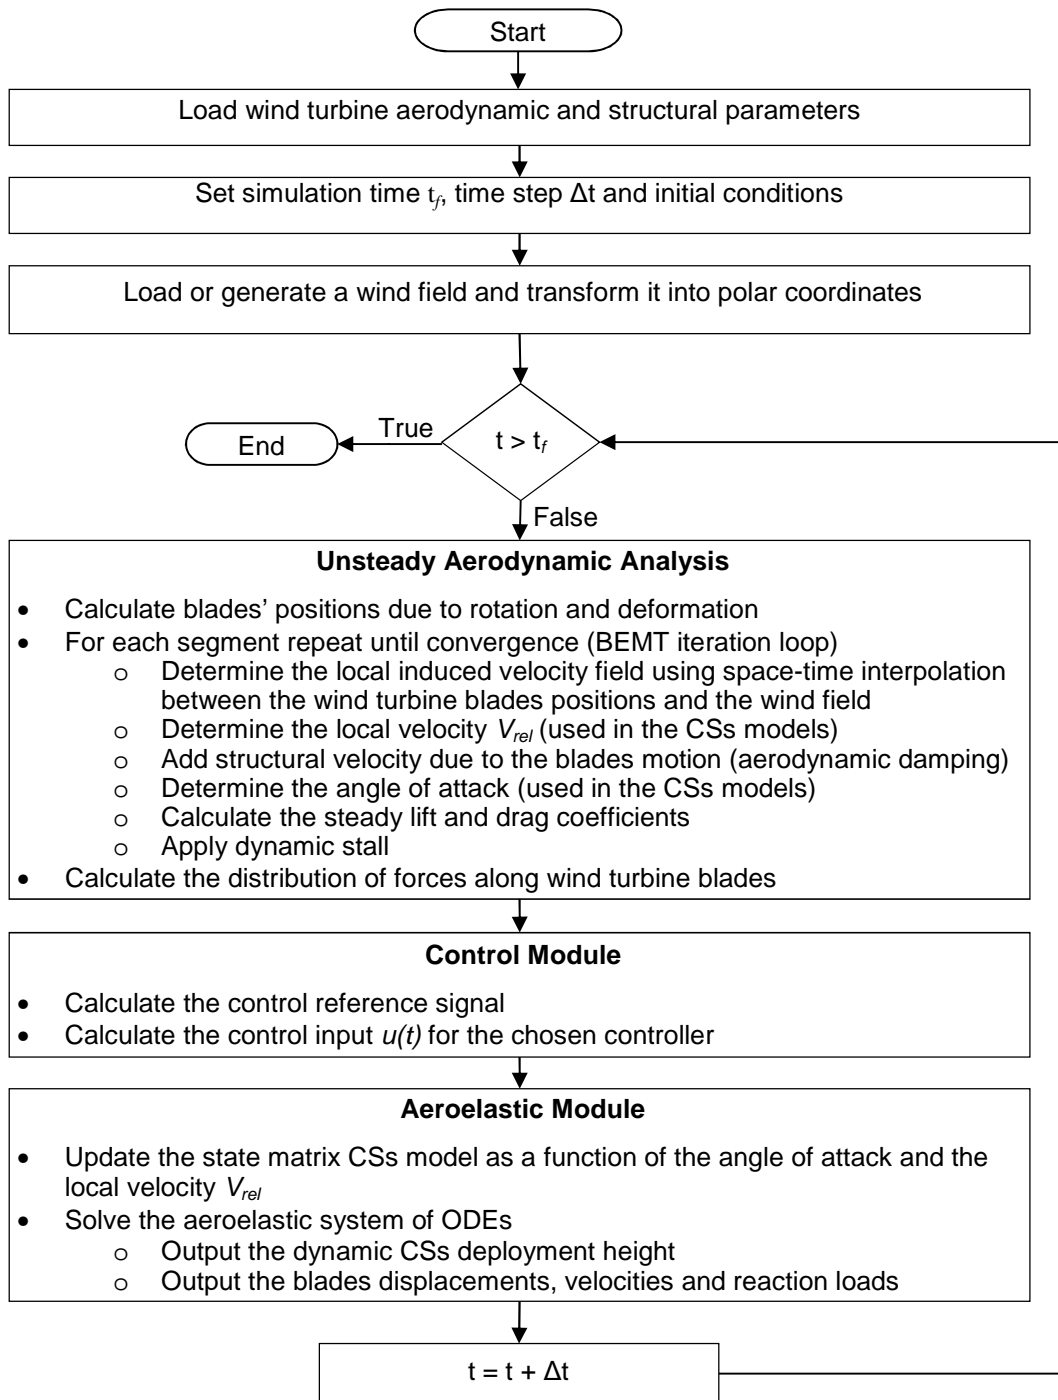 Start
Load wind turbine aerodynamic and structural parameters
Set simulation time tf, time step Δt and initial conditions
Load or generate a wind field and transform it into polar coordinates
True
End
t > tf
False
Unsteady Aerodynamic Analysis
• Calculate blades' positions due to rotation and deformation
• For each segment repeat until convergence (BEMT iteration loop)
o Determine the local induced velocity field using space-time interpolation
between the wind turbine blades positions and the wind field
o Determine the local velocity Vrel (used in the CSs models)
o Add structural velocity due to the blades motion (aerodynamic damping)
o Determine the angle of attack (used in the CSs models)
o Calculate the steady lift and drag coefficients
o Apply dynamic stall
• Calculate the distribution of forces along wind turbine blades
Control Module
• Calculate the control reference signal
• Calculate the control input u(t) for the chosen controller
Aeroelastic Module
• Update the state matrix CSs model as a function of the angle of attack and the
local velocity Vrel
• Solve the aeroelastic system of ODEs
o Output the dynamic CSs deployment height
o Output the blades displacements, velocities and reaction loads
t = t + Δt